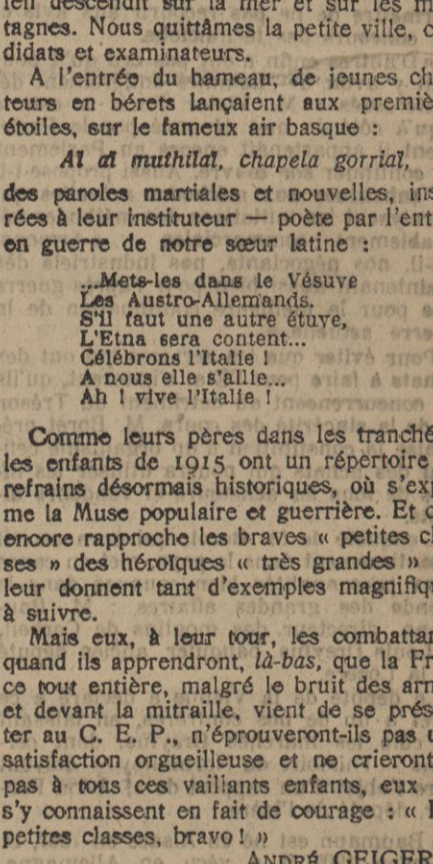 descendit sur la mer et sur les m
tagnes. Nous quittâmes la petite ville, c
didats et examinateurs.
A l'entrée du hameau, de jeunes ch
teurs en bérets lançaient aux premiè
étoiles, sur le fameux air basque :
Aï aï muthilaï, chapela gorriaï,
des paroles martiales et nouvelles, ins
rées à leur instituteur — poète par l'ent
en guerre de notre sœur latine :
...Mets-les dans le Vésuve
Les Austro-Allemands.
S'il faut une autre étuve,
L'Etna sera content...
Célébrons l'Italie !
A nous elle s'allie...
Ah ! vive l'Italie !
Comme leurs pères dans les tranché
les enfants de 1915 ont un répertoire
refrains désormais historiques, où s'exp
me la Muse populaire et guerrière. Et c
encore rapproche les braves « petites cl
ses » des héroïques « très grandes »
leur donnent tant d'exemples magnifiq
à suivre.
Mais eux, à leur tour, les combattan
quand ils apprendront, là-bas, que la Fr
ce tout entière, malgré le bruit des arm
et devant la mitraille, vient de se prés
ter au C. E. P., n'éprouveront-ils pas u
satisfaction orgueilleuse et ne crieront
pas à tous ces vaillants enfants, eux
s'y connaissent en fait de courage : « L
petites classes, bravo ! »
ANDRÉ GEIGER